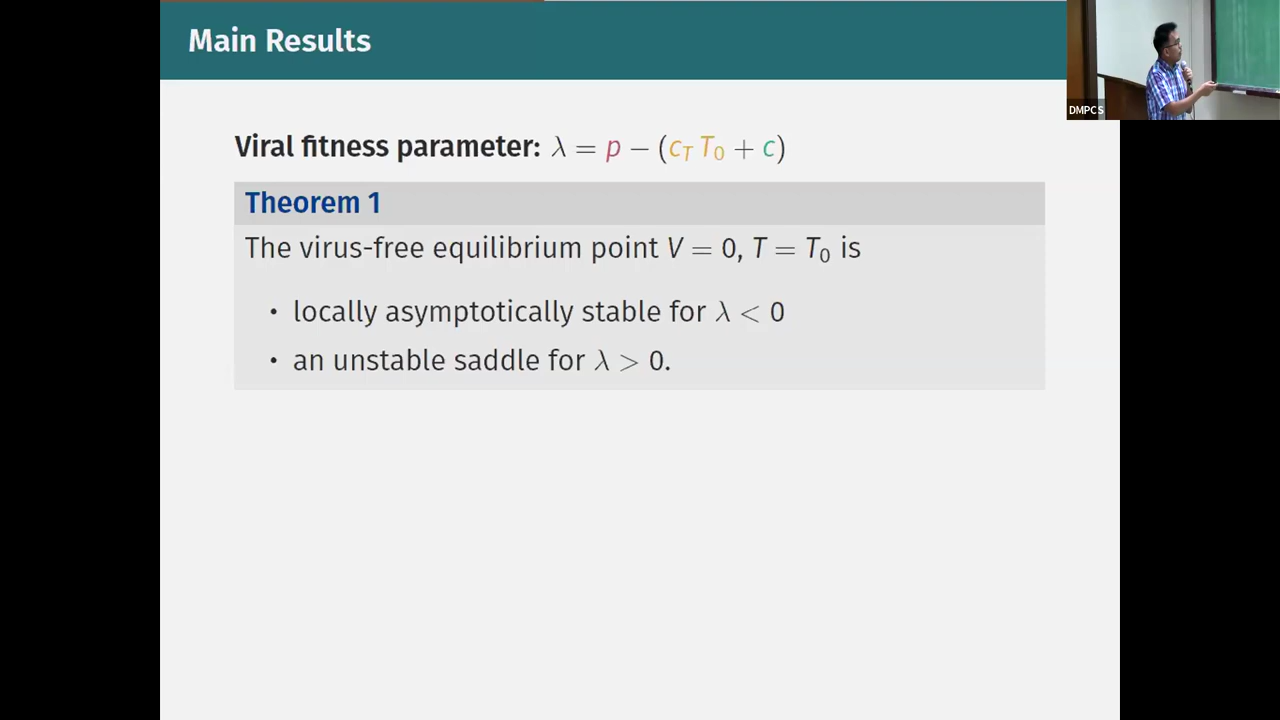 Main Results
DMPCS
Viral fitness parameter: λ = p − (c_T T_0 + c)
Theorem 1
The virus-free equilibrium point V = 0, T = T_0 is
• locally asymptotically stable for λ < 0
• an unstable saddle for λ > 0.